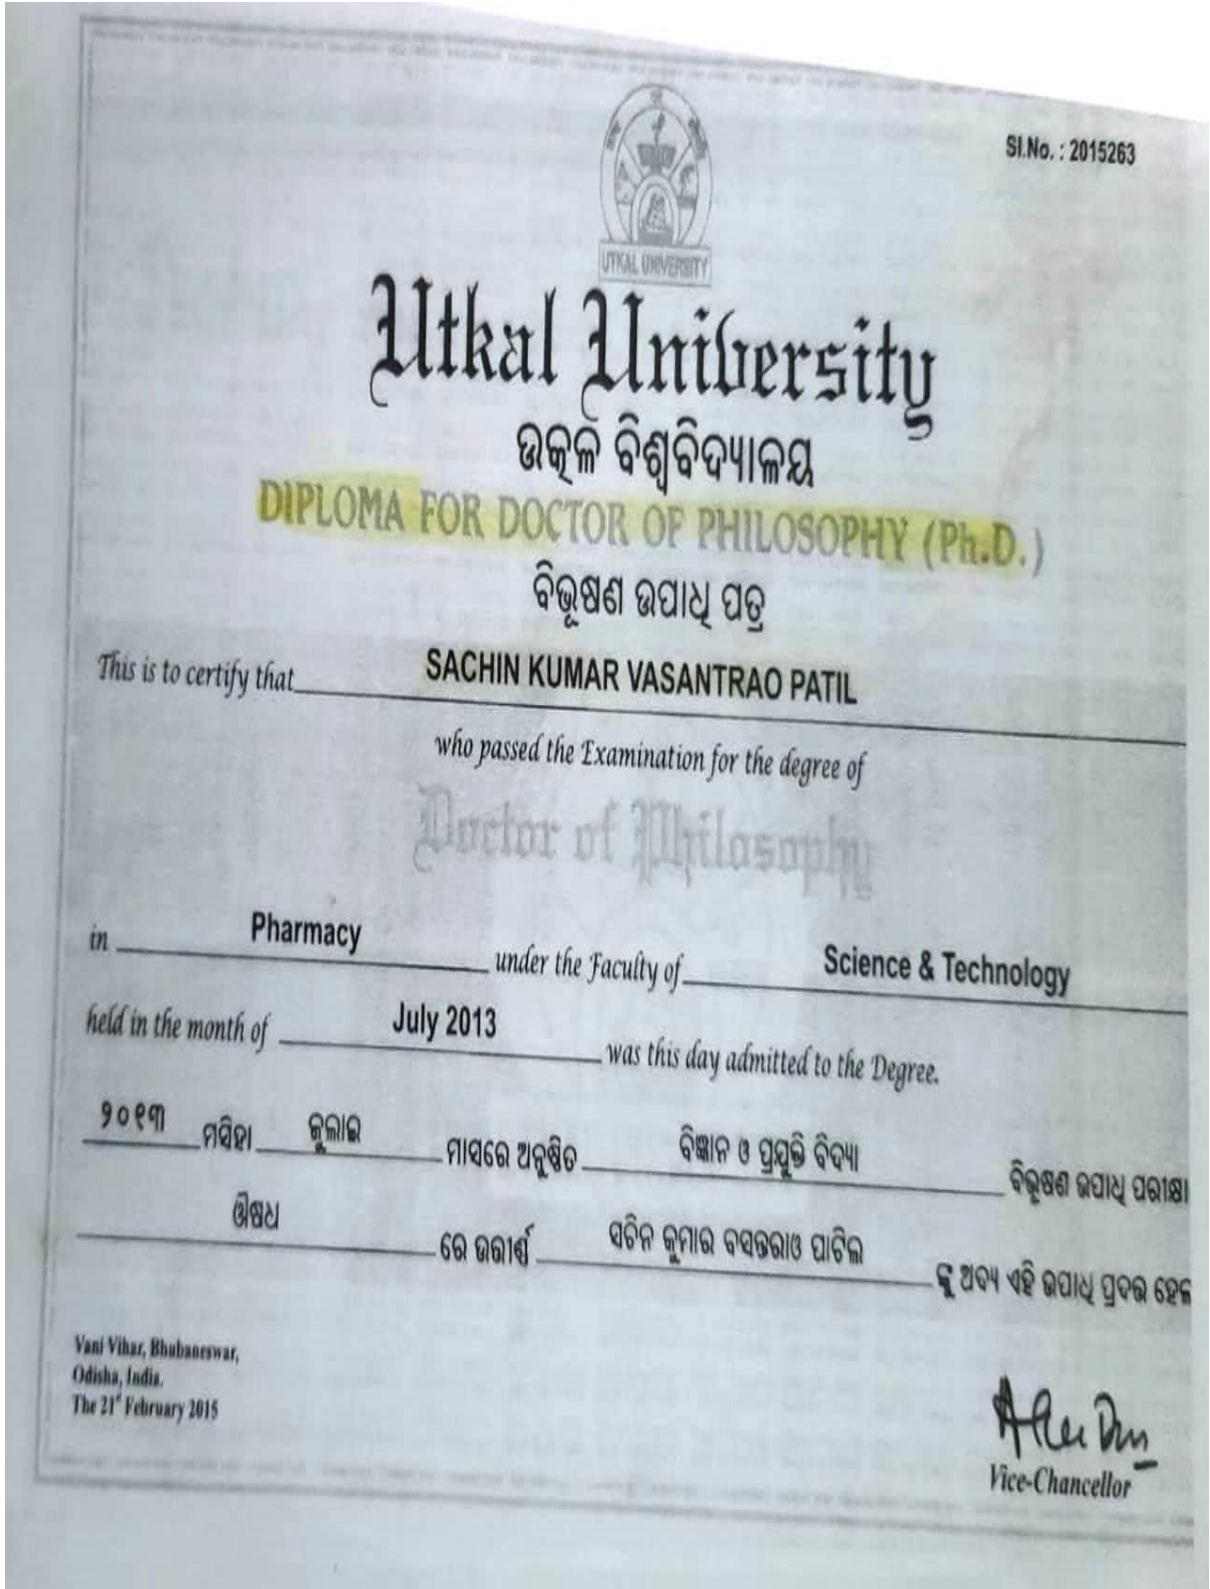 Sl.No. : 2015263
UTKAL UNIVERSITY
Utkal University
ଉତ୍କଳ ବିଶ୍ୱବିଦ୍ୟାଳୟ
DIPLOMA FOR DOCTOR OF PHILOSOPHY (Ph.D.)
ବିଭୂଷଣ ଉପାଧି ପତ୍ର
This is to certify that SACHIN KUMAR VASANTRAO PATIL
who passed the Examination for the degree of
Doctor of Philosophy
in Pharmacy under the Faculty of Science & Technology
held in the month of July 2013 was this day admitted to the Degree.
୨୦୧୩ ମସିହା ଜୁଲାଇ ମାସରେ ଅନୁଷ୍ଠିତ ବିଜ୍ଞାନ ଓ ପ୍ରଯୁକ୍ତି ବିଦ୍ୟା ବିଭୂଷଣ ଉପାଧି ପରୀକ୍ଷା
ଔଷଧ ରେ ଉତ୍ତୀର୍ଣ୍ଣ ସଚିନ କୁମାର ବସନ୍ତରାଓ ପାଟିଲ ଙ୍କୁ ଅଦ୍ୟ ଏହି ଉପାଧି ପ୍ରଦତ୍ତ ହେଲ
Vani Vihar, Bhubaneswar,
Odisha, India.
The 21st February 2015
Vice-Chancellor